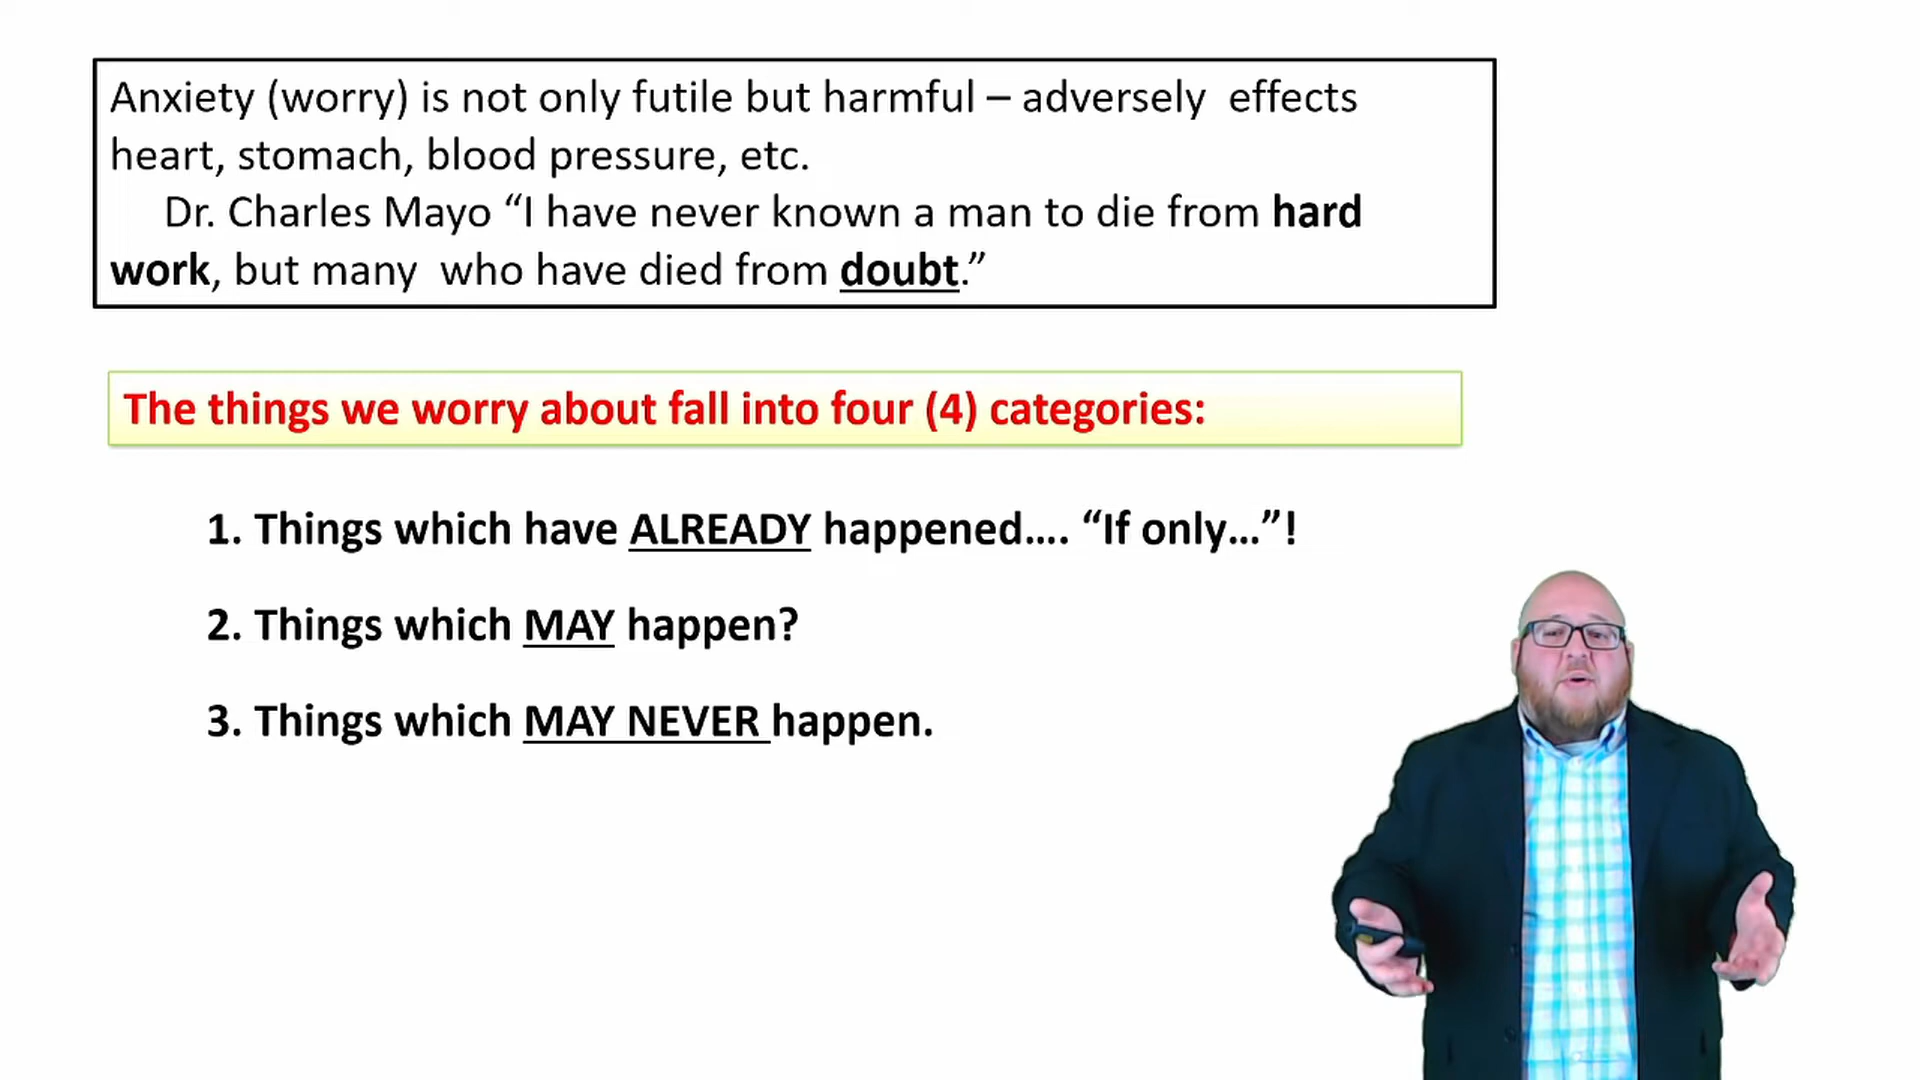 Anxiety (worry) is not only futile but harmful – adversely  effects
heart, stomach, blood pressure, etc.
Dr. Charles Mayo “I have never known a man to die from hard
work, but many  who have died from doubt.”
The things we worry about fall into four (4) categories:
1. Things which have ALREADY happened.... “If only...”!
2. Things which MAY happen?
3. Things which MAY NEVER happen.